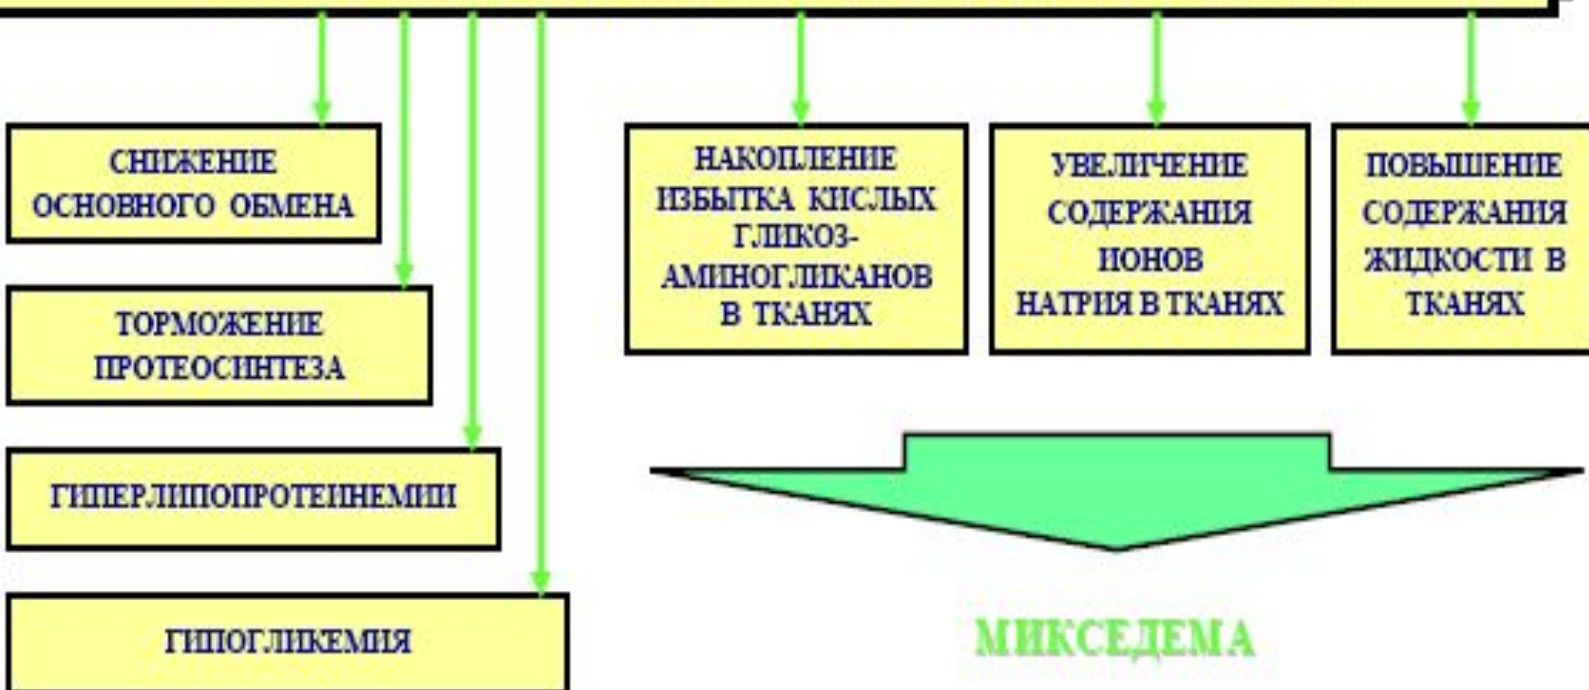 СНИЖЕНИЕ
ОСНОВНОГО ОБМЕНА
ТОРМОЖЕНИЕ
ПРОТЕОСИНТЕЗА
ГИПЕРЛИПОПРОТЕИНЕМИИ
ГИПОГЛИКЕМИЯ
НАКОПЛЕНИЕ
ИЗБЫТКА КИСЛЫХ
ГЛИКОЗ-
АМИНОГЛИКАНОВ
В ТКАНЯХ
УВЕЛИЧЕНИЕ
СОДЕРЖАНИЯ
ИОНОВ
НАТРИЯ В ТКАНЯХ
ПОВЫШЕНИЕ
СОДЕРЖАНИЯ
ЖИДКОСТИ В
ТКАНЯХ
МИКСЕДЕМА